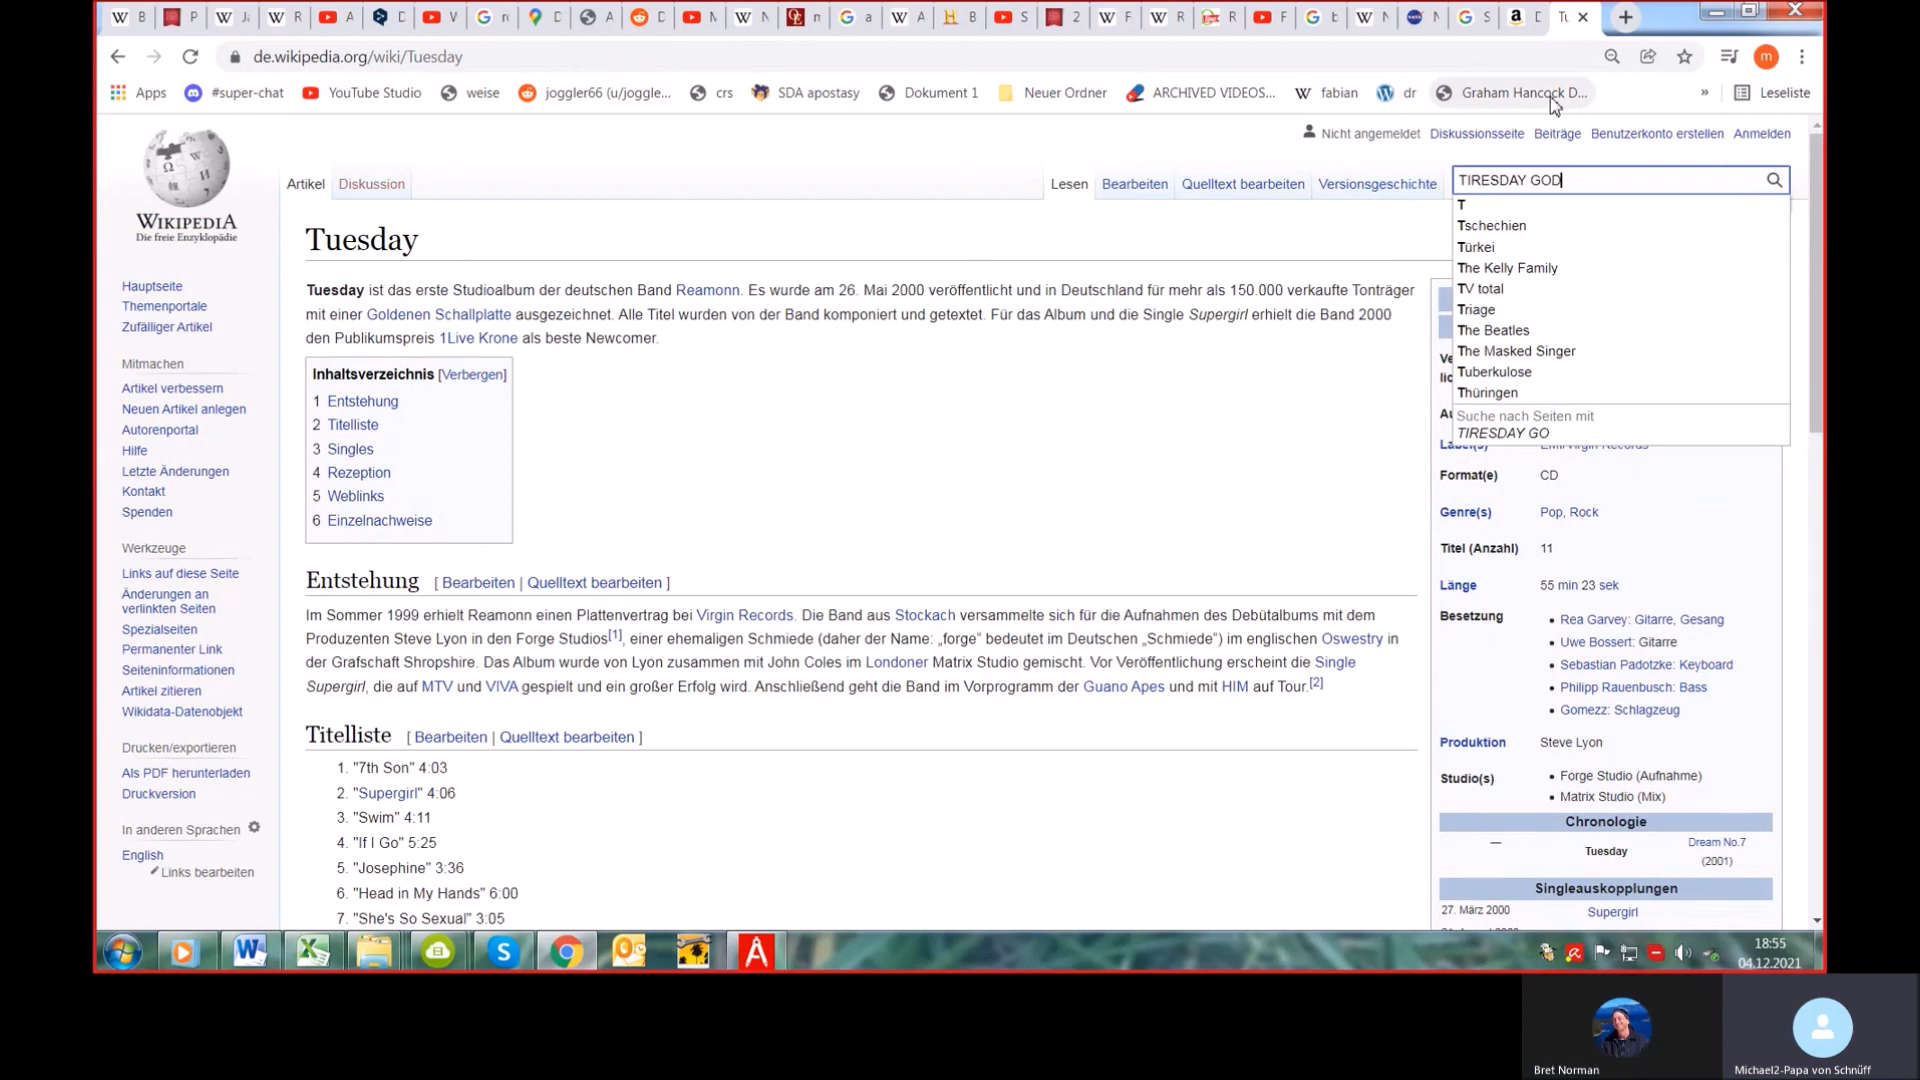 W B
P
W J
W R
A
D
V
G r
D
A
D
M
W N
m
G a
W A
B
S
2
W F
W R
R
F
G b
W N
N
G S
D
Tu
de.wikipedia.org/wiki/Tuesday
m
Apps
#super-chat
YouTube Studio
weise
joggler66 (u/joggle...
crs
SDA apostasy
Dokument 1
Neuer Ordner
ARCHIVED VIDEOS...
W fabian
dr
Graham Hancock D...
»
Leseliste
WIKIPEDIA
Die freie Enzyklopädie
Nicht angemeldet Diskussionsseite Beiträge Benutzerkonto erstellen Anmelden
Artikel Diskussion
Lesen Bearbeiten Quelltext bearbeiten Versionsgeschichte
TIRESDAY GOD
T
Tschechien
Türkei
The Kelly Family
TV total
Triage
The Beatles
The Masked Singer
Tuberkulose
Thüringen
Suche nach Seiten mit
TIRESDAY GO
Hauptseite
Themenportale
Zufälliger Artikel
Mitmachen
Artikel verbessern
Neuen Artikel anlegen
Autorenportal
Hilfe
Letzte Änderungen
Kontakt
Spenden
Werkzeuge
Links auf diese Seite
Änderungen an
verlinkten Seiten
Spezialseiten
Permanenter Link
Seiteninformationen
Artikel zitieren
Wikidata-Datenobjekt
Drucken/exportieren
Als PDF herunterladen
Druckversion
In anderen Sprachen
English
Links bearbeiten
Tuesday
Tuesday ist das erste Studioalbum der deutschen Band Reamonn. Es wurde am 26. Mai 2000 veröffentlicht und in Deutschland für mehr als 150.000 verkaufte Tonträger
mit einer Goldenen Schallplatte ausgezeichnet. Alle Titel wurden von der Band komponiert und getextet. Für das Album und die Single Supergirl erhielt die Band 2000
den Publikumspreis 1Live Krone als beste Newcomer.
Inhaltsverzeichnis [Verbergen]
1 Entstehung
2 Titelliste
3 Singles
4 Rezeption
5 Weblinks
6 Einzelnachweise
Entstehung [ Bearbeiten | Quelltext bearbeiten ]
Im Sommer 1999 erhielt Reamonn einen Plattenvertrag bei Virgin Records. Die Band aus Stockach versammelte sich für die Aufnahmen des Debütalbums mit dem
Produzenten Steve Lyon in den Forge Studios[1], einer ehemaligen Schmiede (daher der Name: „forge“ bedeutet im Deutschen „Schmiede“) im englischen Oswestry in
der Grafschaft Shropshire. Das Album wurde von Lyon zusammen mit John Coles im Londoner Matrix Studio gemischt. Vor Veröffentlichung erscheint die Single
Supergirl, die auf MTV und VIVA gespielt und ein großer Erfolg wird. Anschließend geht die Band im Vorprogramm der Guano Apes und mit HIM auf Tour.[2]
Titelliste [ Bearbeiten | Quelltext bearbeiten ]
1. "7th Son" 4:03
2. "Supergirl" 4:06
3. "Swim" 4:11
4. "If I Go" 5:25
5. "Josephine" 3:36
6. "Head in My Hands" 6:00
7. "She's So Sexual" 3:05
Format(e) CD
Genre(s) Pop, Rock
Titel (Anzahl) 11
Länge 55 min 23 sek
Besetzung
• Rea Garvey: Gitarre, Gesang
• Uwe Bossert: Gitarre
• Sebastian Padotzke: Keyboard
• Philipp Rauenbusch: Bass
• Gomezz: Schlagzeug
Produktion Steve Lyon
Studio(s)
• Forge Studio (Aufnahme)
• Matrix Studio (Mix)
Chronologie
— Tuesday Dream No.7
(2001)
Singleauskopplungen
27. März 2000 Supergirl
18:55
04.12.2021
Bret Norman
Michael2-Papa von Schnüff